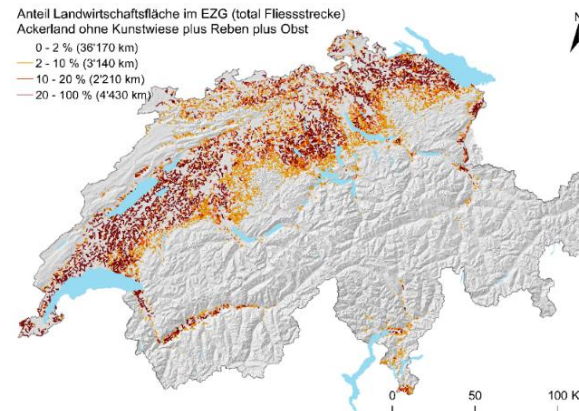 Anteil Landwirtschaftsfläche im EZG (total Fliessstrecke)
Ackerland ohne Kunstwiese plus Reben plus Obst
0 - 2 % (36'170 km)
2 - 10 % (3'140 km)
10 - 20 % (2'210 km)
20 - 100 % (4'430 km)
0 50 100 K